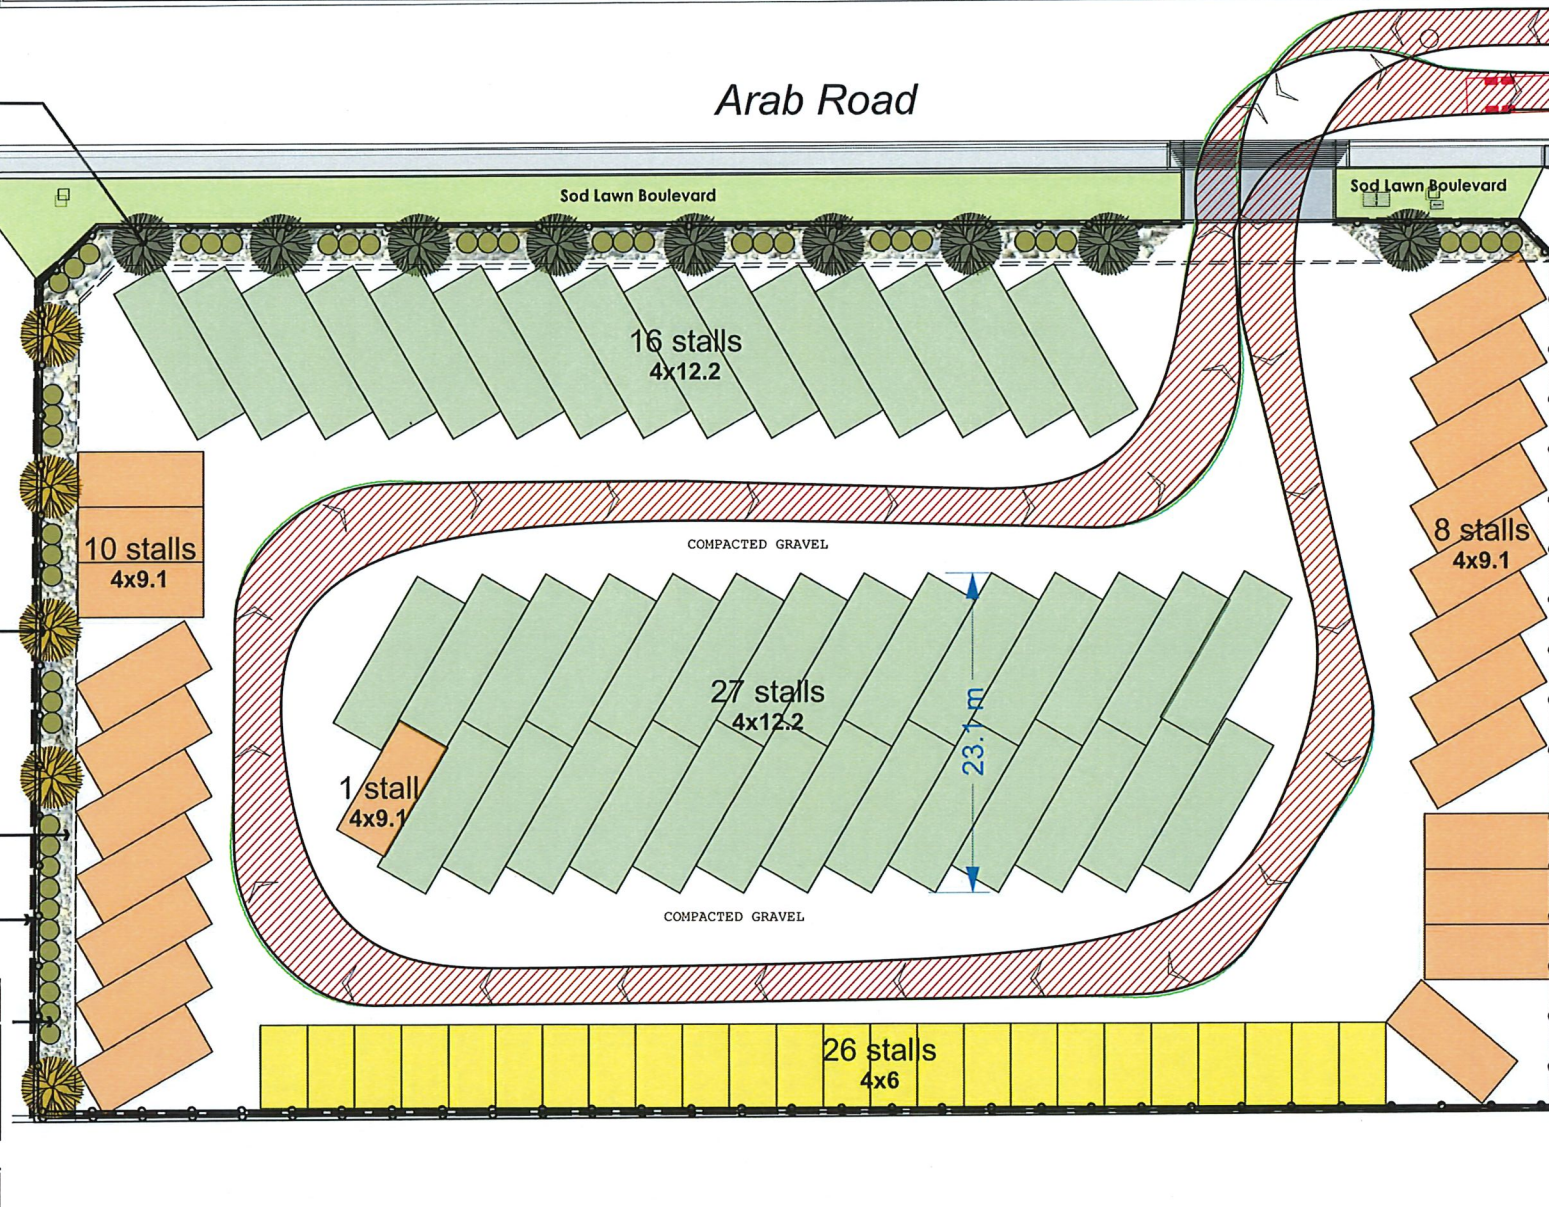 Arab Road
Sod Lawn Boulevard
Sod Lawn Boulevard
16 stalls
4x12.2
10 stalls
4x9.1
8 stalls
4x9.1
COMPACTED GRAVEL
27 stalls
4x12.2
23.1 m
1 stall
4x9.1
COMPACTED GRAVEL
26 stalls
4x6